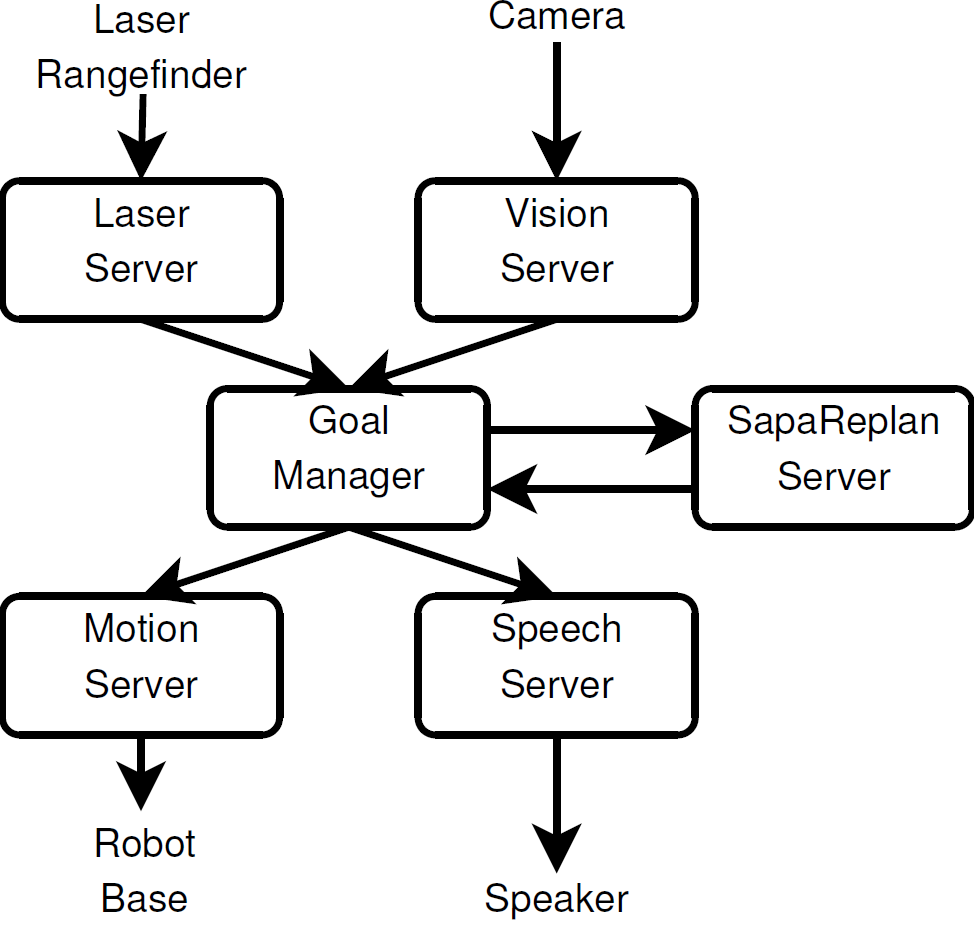 Laser
Rangefinder
Camera
Laser
Server
Vision
Server
Goal
Manager
SapaReplan
Server
Motion
Server
Speech
Server
Robot
Base
Speaker